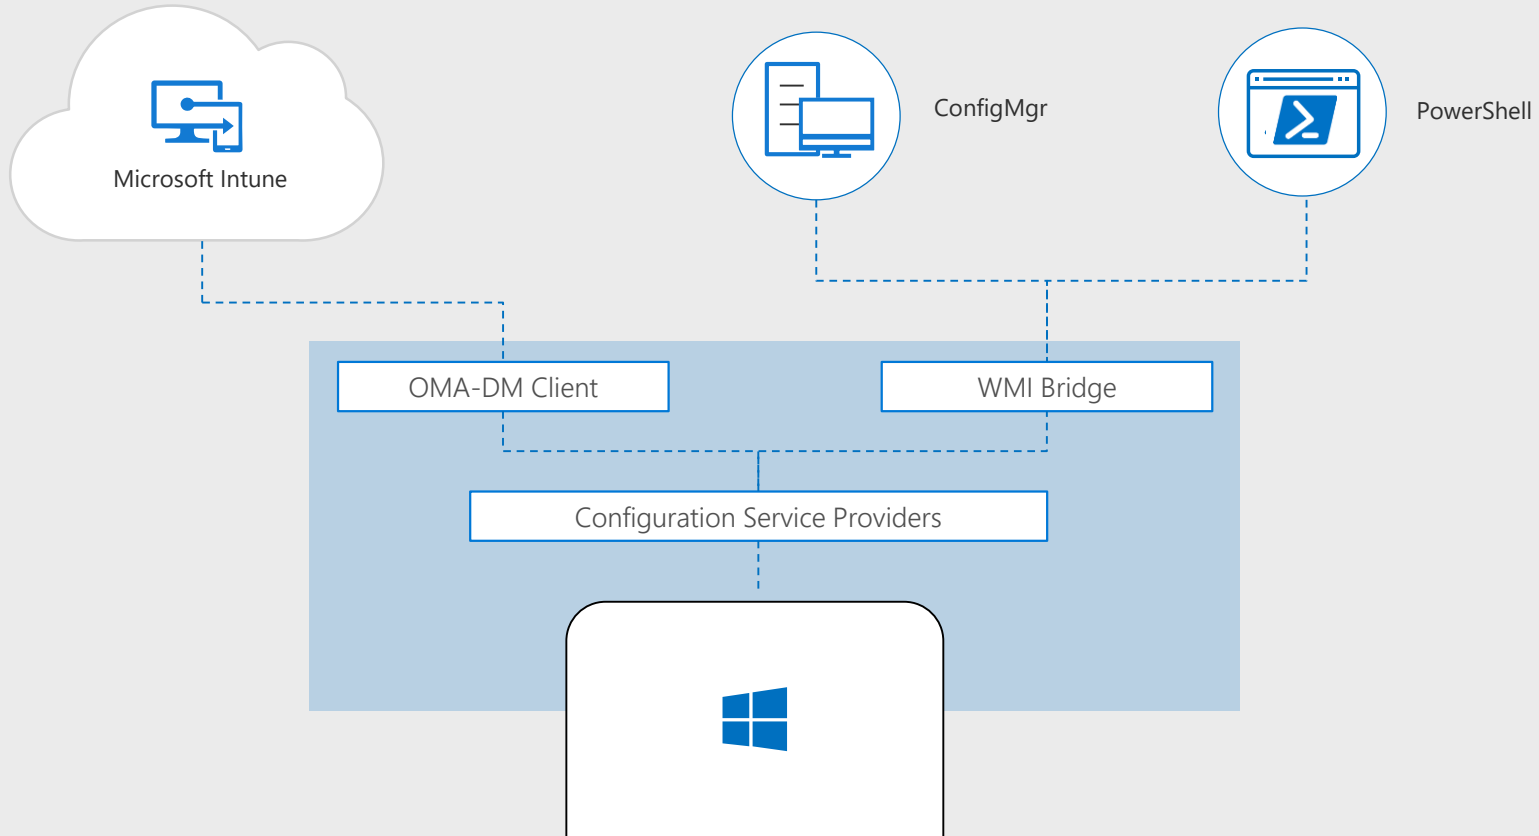 Microsoft Intune
ConfigMgr
PowerShell
OMA-DM Client
WMI Bridge
Configuration Service Providers